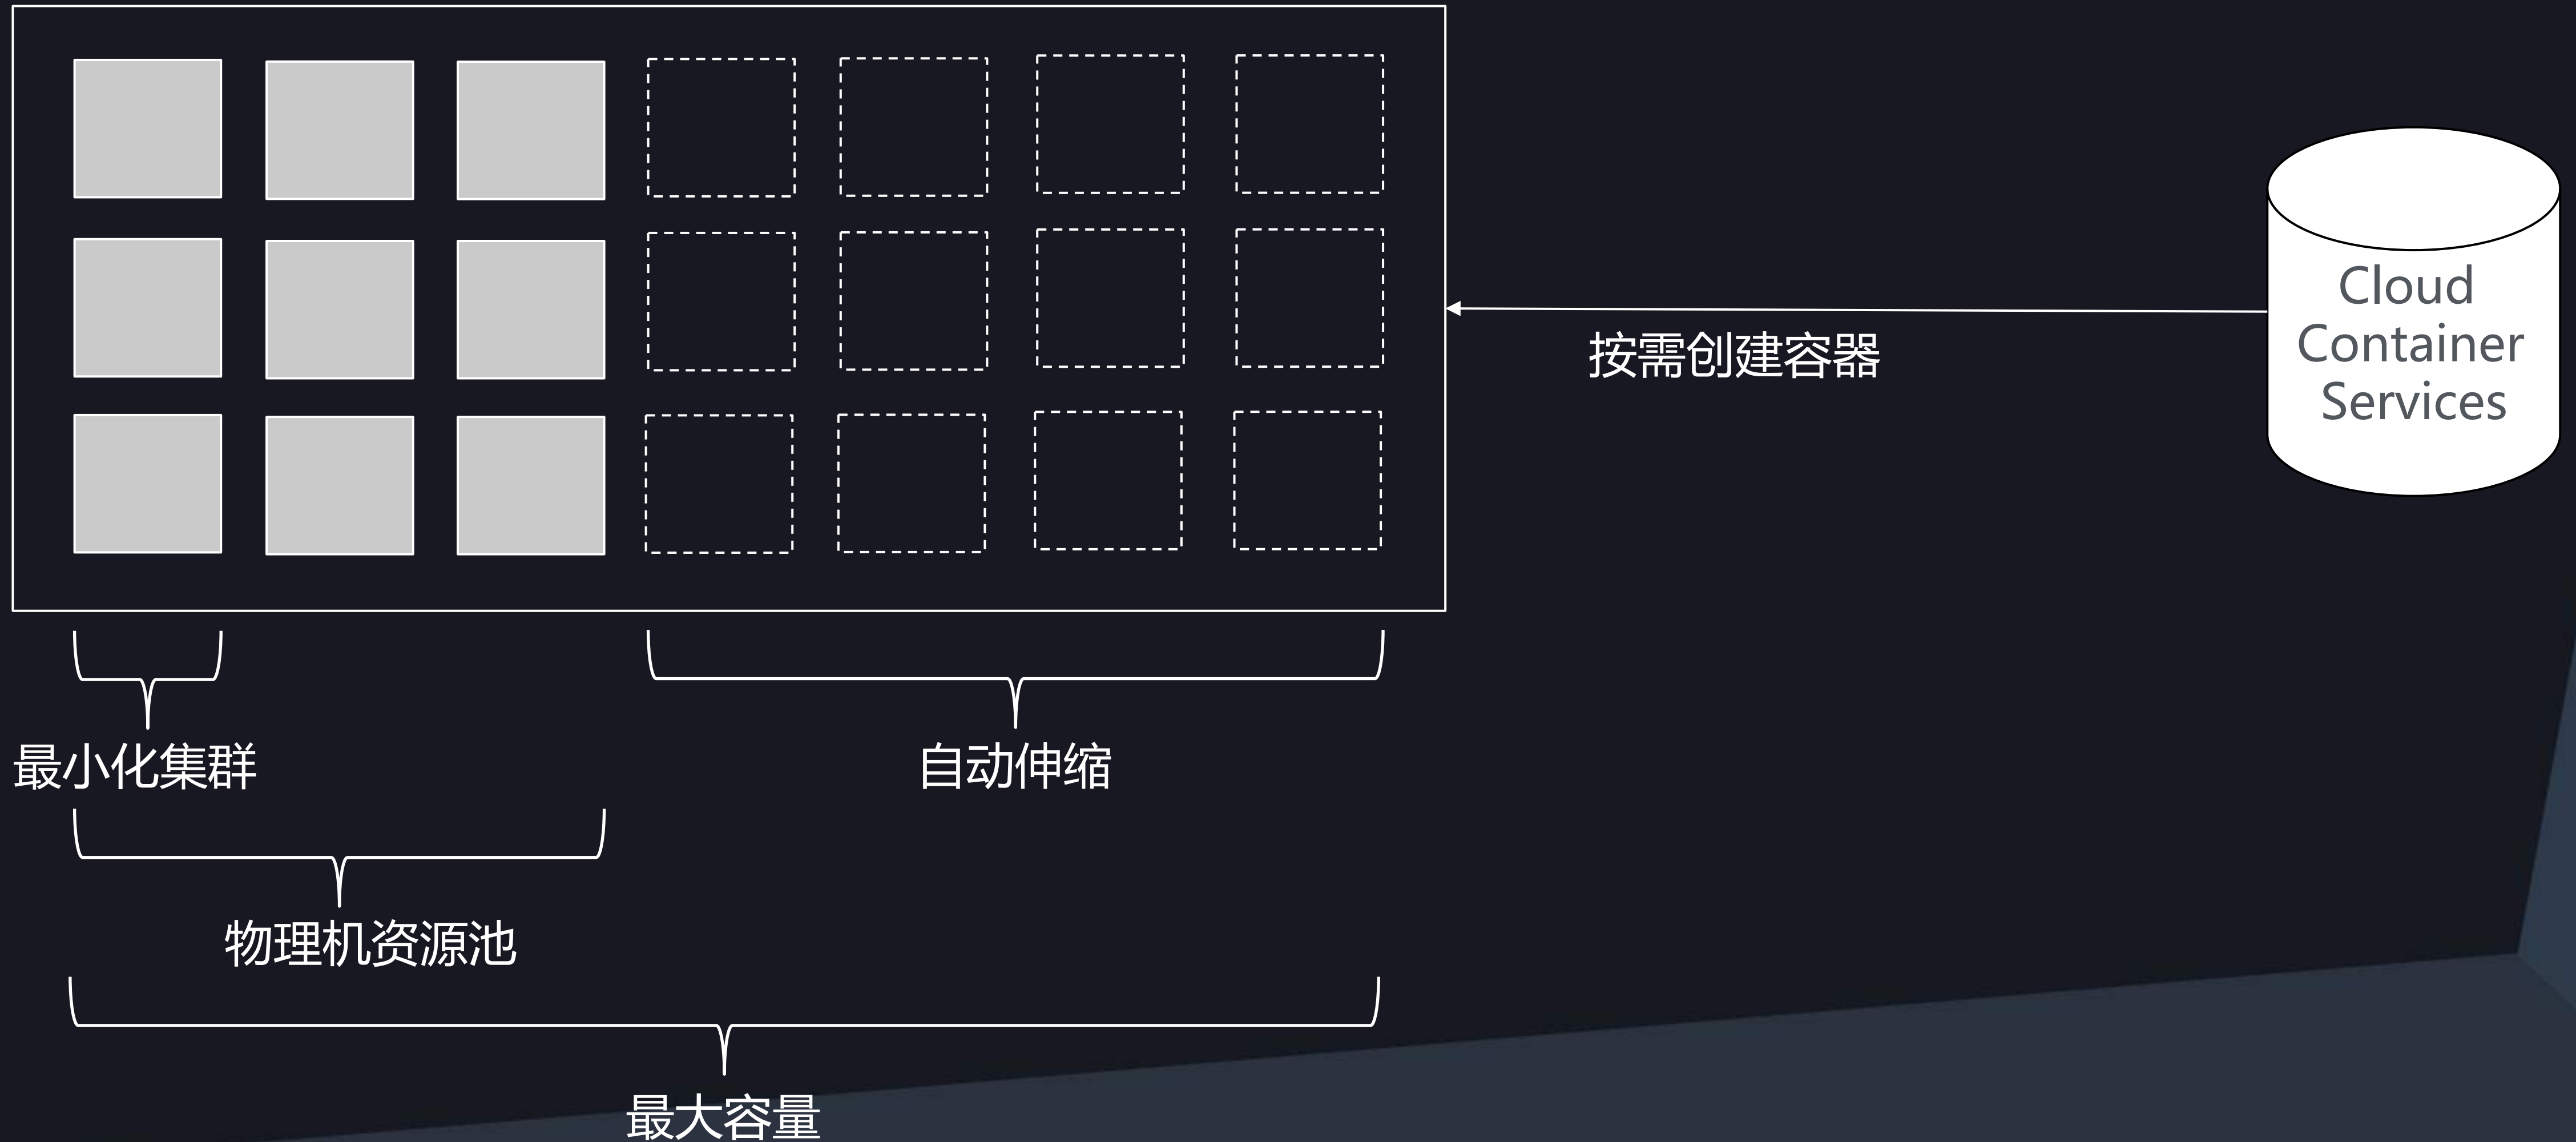 Cloud
Container
Services
按需创建容器
最小化集群
自动伸缩
物理机资源池
最大容量